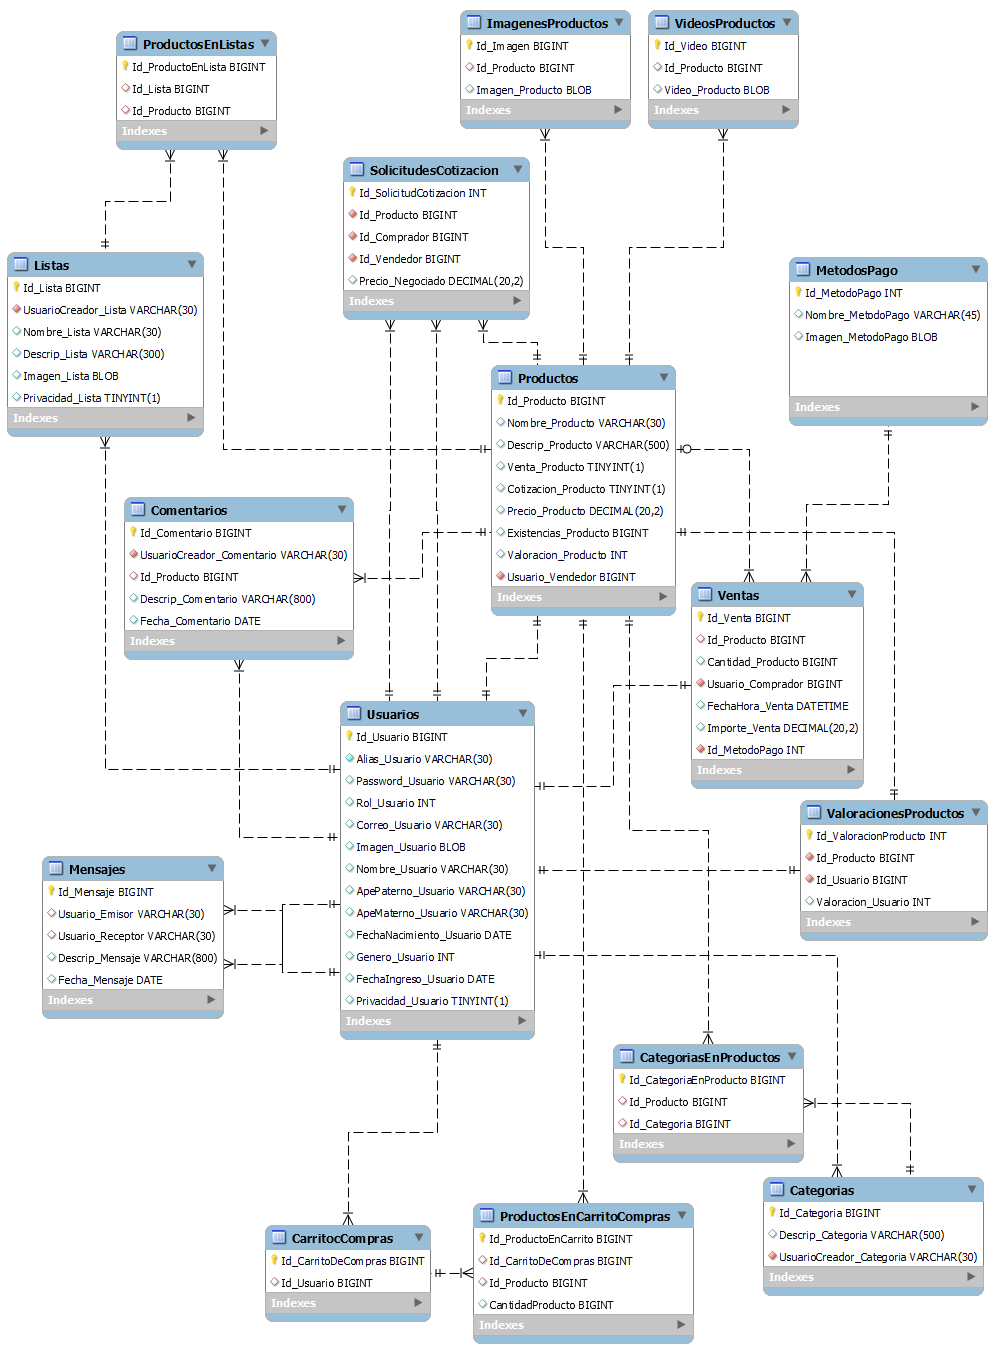 ProductosEnListas
Id_ProductoEnLista BIGINT
Id_Lista BIGINT
Id_Producto BIGINT
Indexes
ImagenesProductos
Id_Imagen BIGINT
Id_Producto BIGINT
Imagen_Producto BLOB
Indexes
VideosProductos
Id_Video BIGINT
Id_Producto BIGINT
Video_Producto BLOB
Indexes
SolicitudesCotizacion
Id_SolicitudCotizacion INT
Id_Producto BIGINT
Id_Comprador BIGINT
Id_Vendedor BIGINT
Precio_Negociado DECIMAL(20,2)
Indexes
Listas
Id_Lista BIGINT
UsuarioCreador_Lista VARCHAR(30)
Nombre_Lista VARCHAR(30)
Descrip_Lista VARCHAR(300)
Imagen_Lista BLOB
Privacidad_Lista TINYINT(1)
Indexes
MetodosPago
Id_MetodoPago INT
Nombre_MetodoPago VARCHAR(45)
Imagen_MetodoPago BLOB
Indexes
Productos
Id_Producto BIGINT
Nombre_Producto VARCHAR(30)
Descrip_Producto VARCHAR(500)
Venta_Producto TINYINT(1)
Cotizacion_Producto TINYINT(1)
Precio_Producto DECIMAL(20,2)
Existencias_Producto BIGINT
Valoracion_Producto INT
Usuario_Vendedor BIGINT
Indexes
Comentarios
Id_Comentario BIGINT
UsuarioCreador_Comentario VARCHAR(30)
Id_Producto BIGINT
Descrip_Comentario VARCHAR(800)
Fecha_Comentario DATE
Indexes
Ventas
Id_Venta BIGINT
Id_Producto BIGINT
Cantidad_Producto BIGINT
Usuario_Comprador BIGINT
FechaHora_Venta DATETIME
Importe_Venta DECIMAL(20,2)
Id_MetodoPago INT
Indexes
Usuarios
Id_Usuario BIGINT
Alias_Usuario VARCHAR(30)
Password_Usuario VARCHAR(30)
Rol_Usuario INT
Correo_Usuario VARCHAR(30)
Imagen_Usuario BLOB
Nombre_Usuario VARCHAR(30)
ApePaterno_Usuario VARCHAR(30)
ApeMaterno_Usuario VARCHAR(30)
FechaNacimiento_Usuario DATE
Genero_Usuario INT
FechaIngreso_Usuario DATE
Privacidad_Usuario TINYINT(1)
Indexes
ValoracionesProductos
Id_ValoracionProducto INT
Id_Producto BIGINT
Id_Usuario BIGINT
Valoracion_Usuario INT
Indexes
Mensajes
Id_Mensaje BIGINT
Usuario_Emisor VARCHAR(30)
Usuario_Receptor VARCHAR(30)
Descrip_Mensaje VARCHAR(800)
Fecha_Mensaje DATE
Indexes
CategoriasEnProductos
Id_CategoriaEnProducto BIGINT
Id_Producto BIGINT
Id_Categoria BIGINT
Indexes
Categorias
Id_Categoria BIGINT
Descrip_Categoria VARCHAR(500)
UsuarioCreador_Categoria VARCHAR(30)
Indexes
CarritocCompras
Id_CarritoDeCompras BIGINT
Id_Usuario BIGINT
Indexes
ProductosEnCarritoCompras
Id_ProductoEnCarrito BIGINT
Id_CarritoDeCompras BIGINT
Id_Producto BIGINT
CantidadProducto BIGINT
Indexes